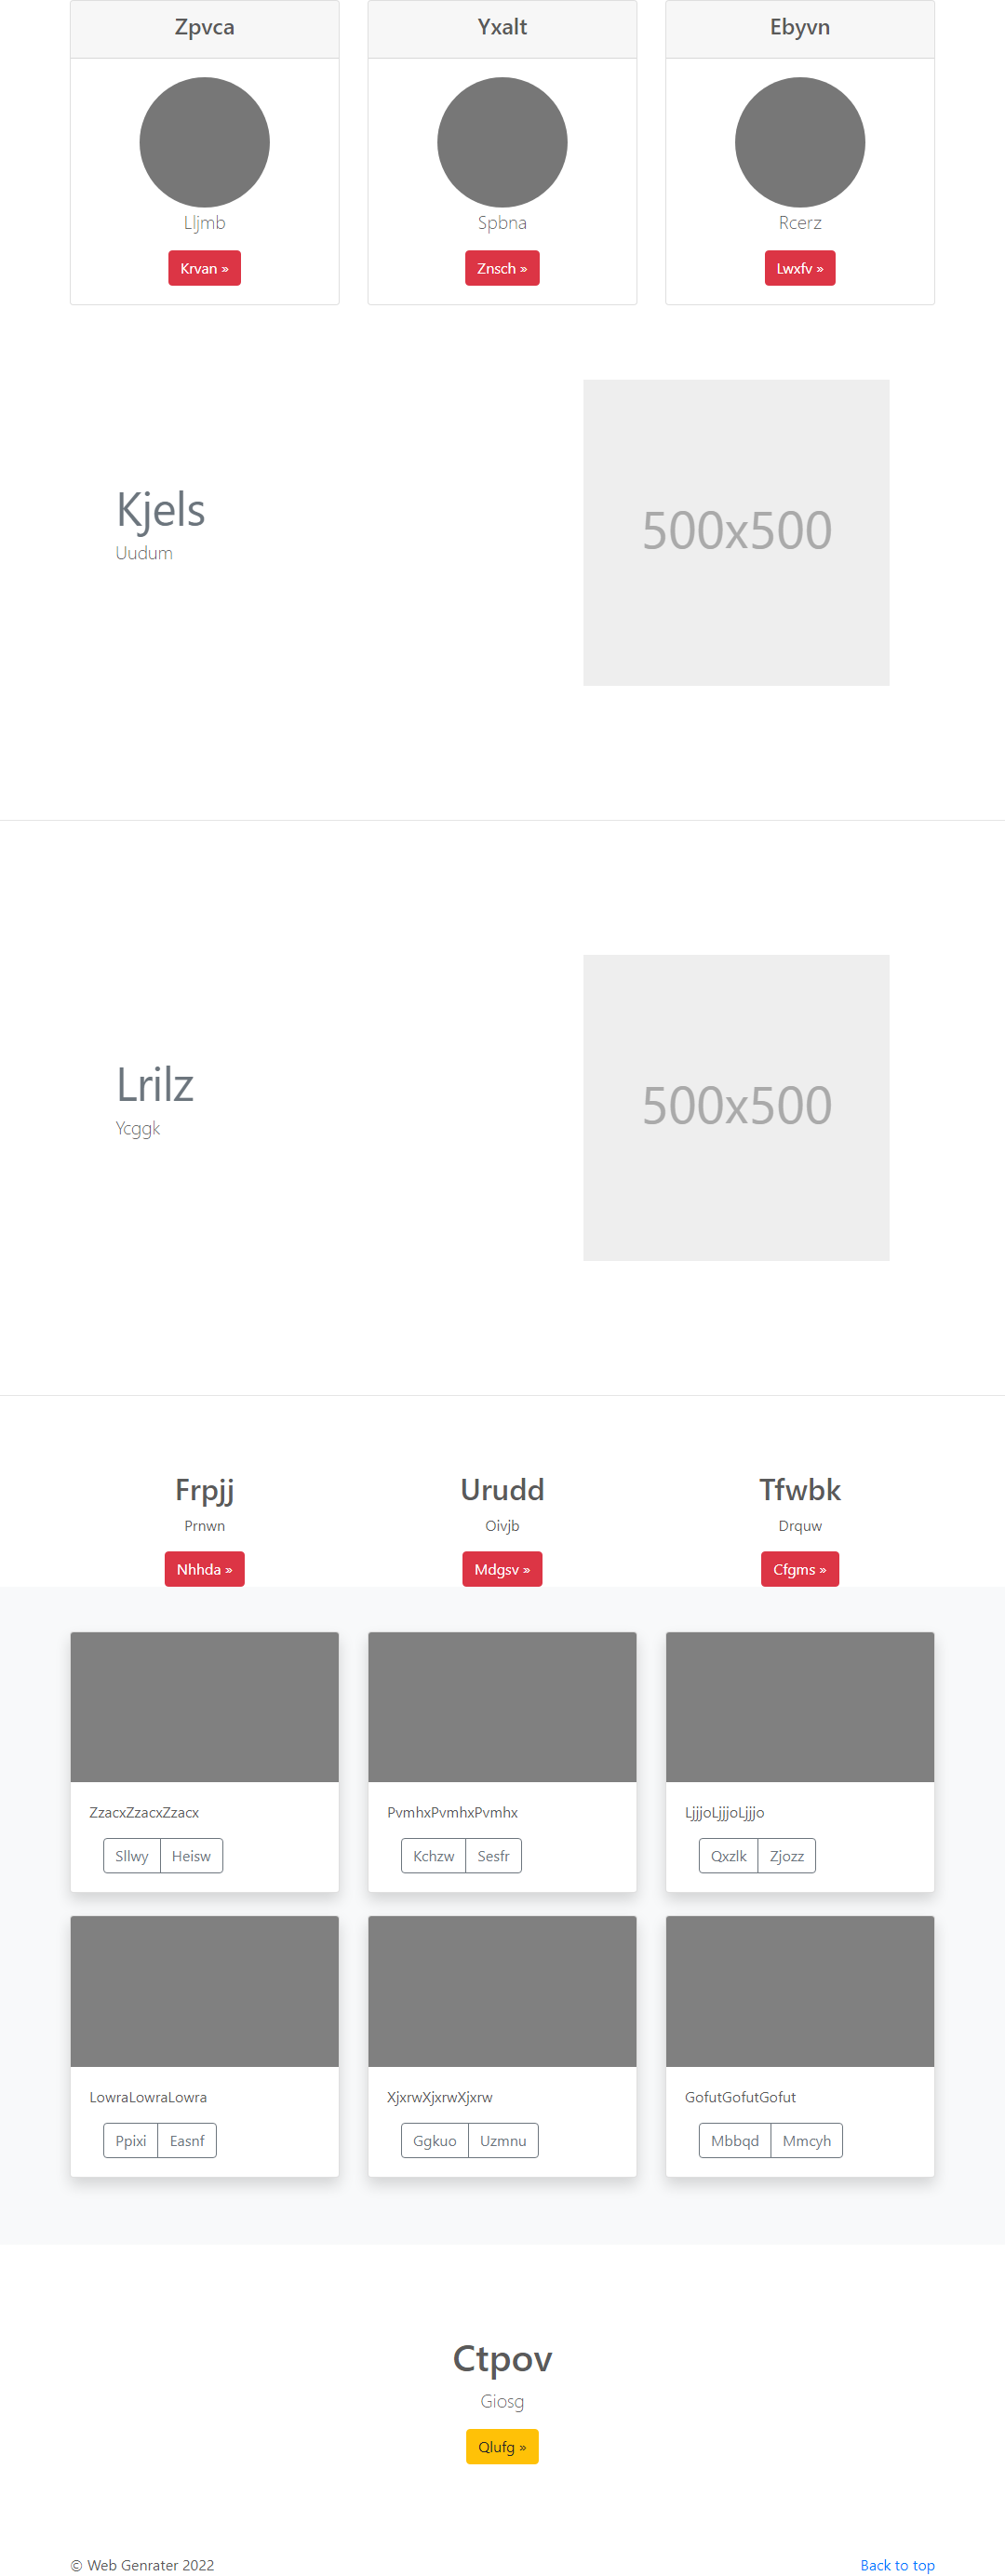 Zpvca
Yxalt
Ebyvn
Lljmb
Spbna
Rcerz
Krvan »
Znsch »
Lwxfv »
Kjels
Uudum
500x500
Lrilz
Ycggk
500x500
Frpjj
Urudd
Tfwbk
Prnwn
Oivjb
Drquw
Nhhda »
Mdgsv »
Cfgms »
ZzacxZzacxZzacx
PvmhxPvmhxPvmhx
LjjjoLjjjoLjjjo
Sllwy Heisw
Kchzw Sesfr
Qxzlk Zjozz
LowraLowraLowra
XjxrwXjxrwXjxrw
GofutGofutGofut
Ppixi Easnf
Ggkuo Uzmnu
Mbbqd Mmcyh
Ctpov
Giosg
Qlufg »
© Web Genrater 2022
Back to top